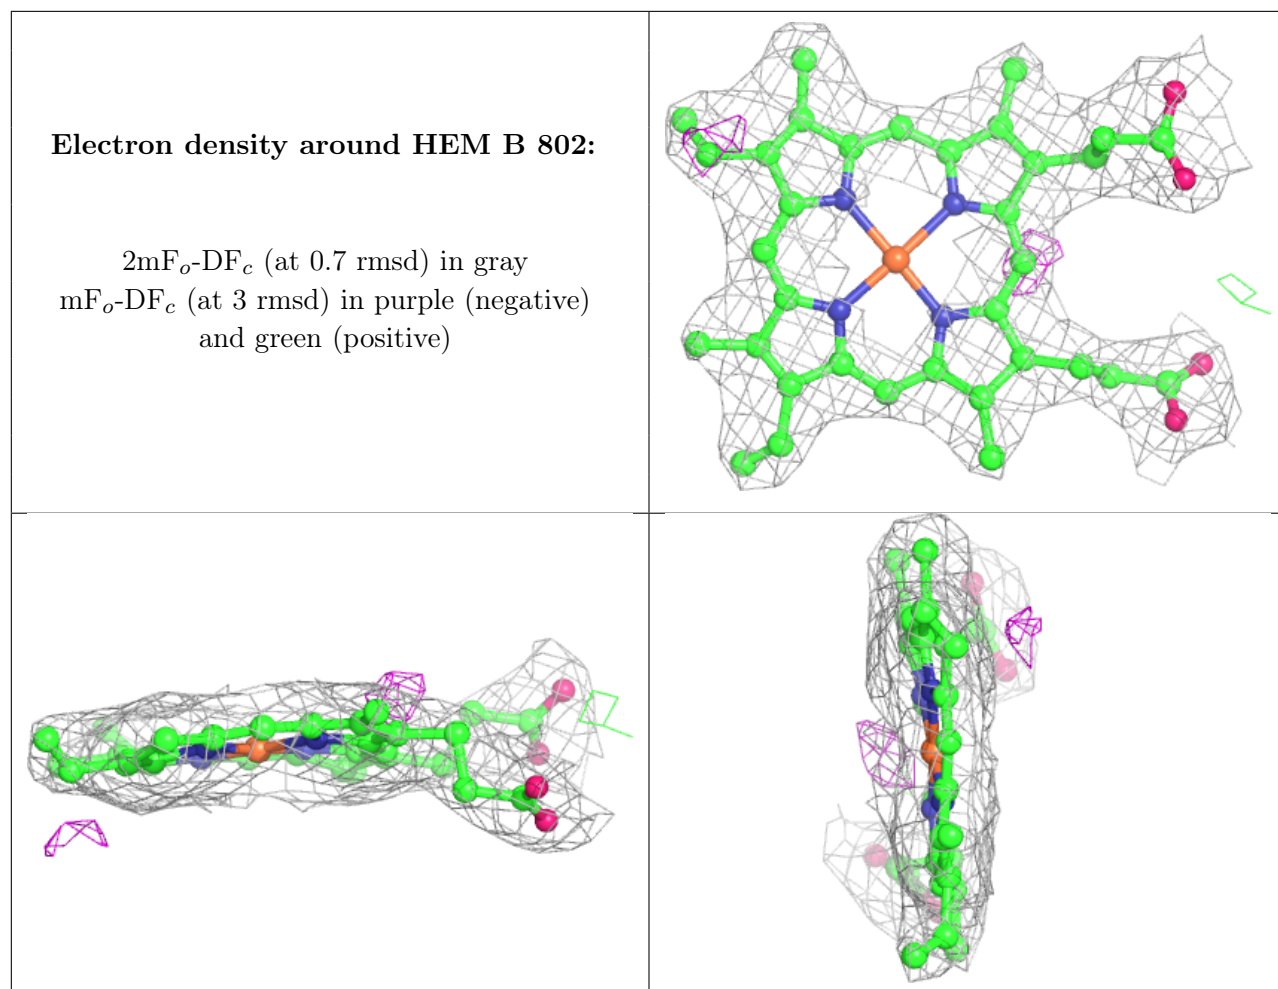 Electron density around HEM B 802:
2mFo-DFc (at 0.7 rmsd) in gray
mFo-DFc (at 3 rmsd) in purple (negative)
and green (positive)